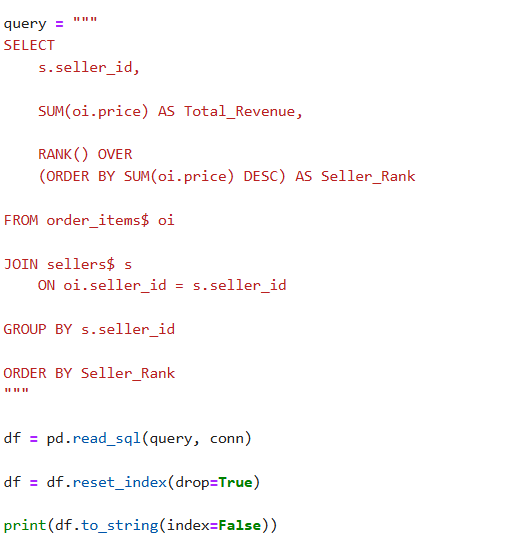 query = """
SELECT
    s.seller_id,

    SUM(oi.price) AS Total_Revenue,

    RANK() OVER
    (ORDER BY SUM(oi.price) DESC) AS Seller_Rank

FROM order_items$ oi

JOIN sellers$ s
    ON oi.seller_id = s.seller_id

GROUP BY s.seller_id

ORDER BY Seller_Rank
"""

df = pd.read_sql(query, conn)

df = df.reset_index(drop=True)

print(df.to_string(index=False))